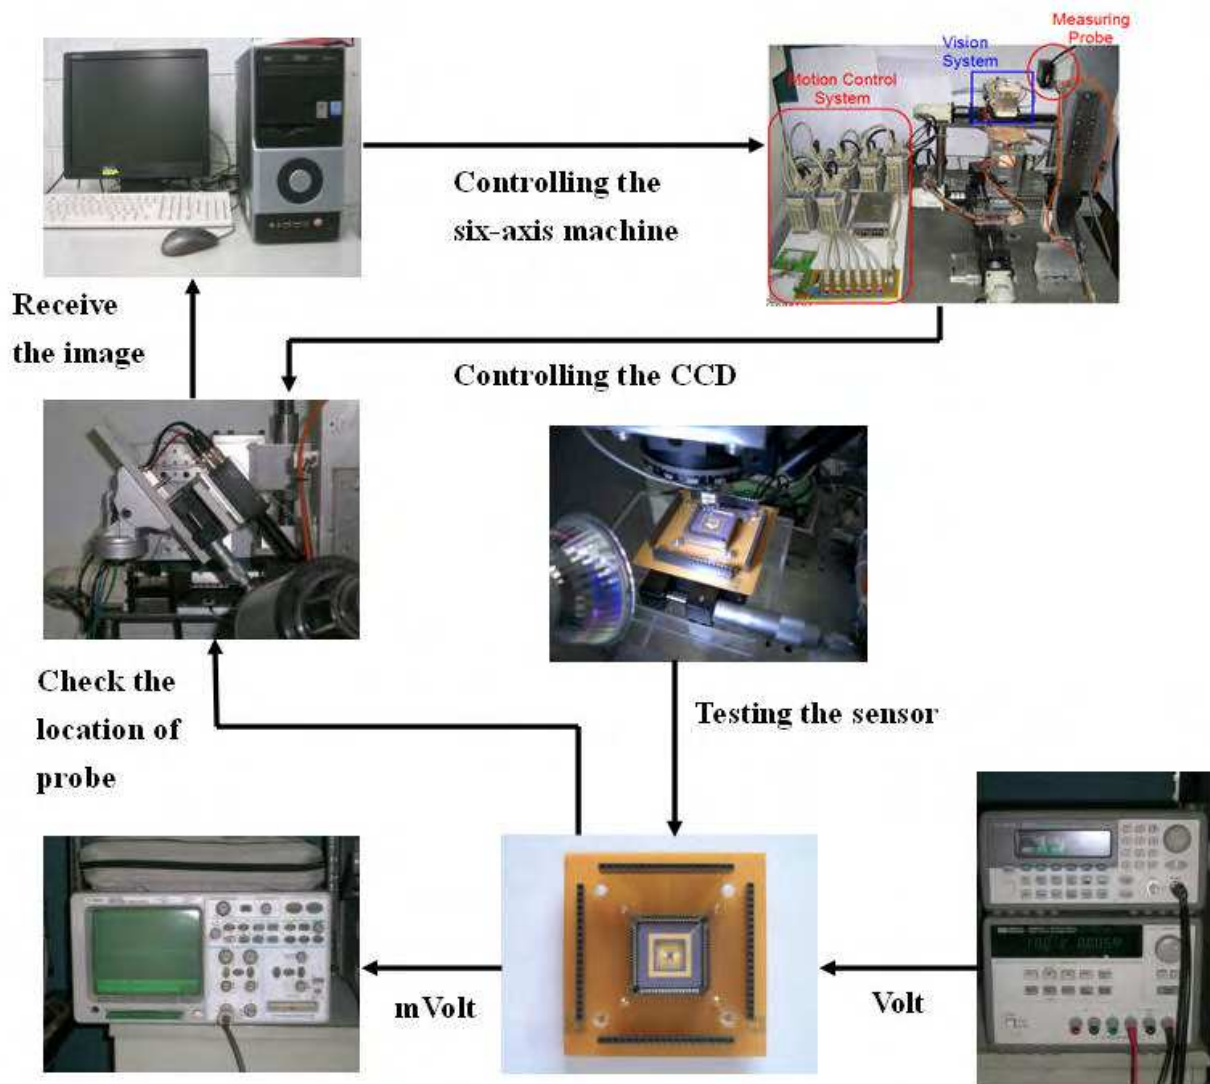 Measuring
Probe
Vision
System
Motion Control
System
Controlling the
six-axis machine
Receive
the image
Controlling the CCD
Check the
location of
probe
Testing the sensor
mVolt
Volt